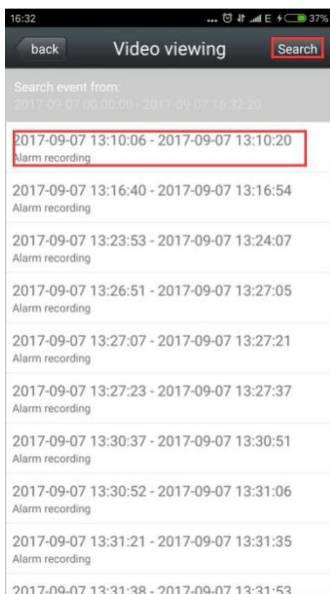 16:32 ... E 37%
back Video viewing Search
Search event from:
2017-09-07 00:00:00 - 2017-09-07 16:32:20
2017-09-07 13:10:06 - 2017-09-07 13:10:20
Alarm recording
2017-09-07 13:16:40 - 2017-09-07 13:16:54
Alarm recording
2017-09-07 13:23:53 - 2017-09-07 13:24:07
Alarm recording
2017-09-07 13:26:51 - 2017-09-07 13:27:05
Alarm recording
2017-09-07 13:27:07 - 2017-09-07 13:27:21
Alarm recording
2017-09-07 13:27:23 - 2017-09-07 13:27:37
Alarm recording
2017-09-07 13:30:37 - 2017-09-07 13:30:51
Alarm recording
2017-09-07 13:30:52 - 2017-09-07 13:31:06
Alarm recording
2017-09-07 13:31:21 - 2017-09-07 13:31:35
Alarm recording
2017-09-07 13:31:38 - 2017-09-07 13:31:53